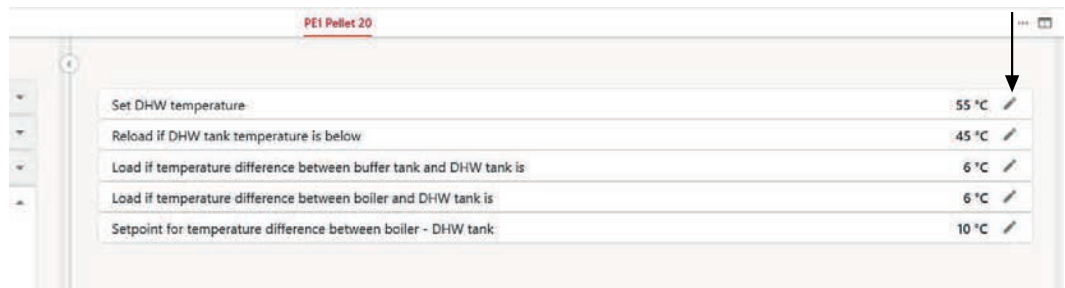 PE1 Pellet 20
Set DHW temperature 55 °C
Reload if DHW tank temperature is below 45 °C
Load if temperature difference between buffer tank and DHW tank is 6 °C
Load if temperature difference between boiler and DHW tank is 6 °C
Setpoint for temperature difference between boiler - DHW tank 10 °C